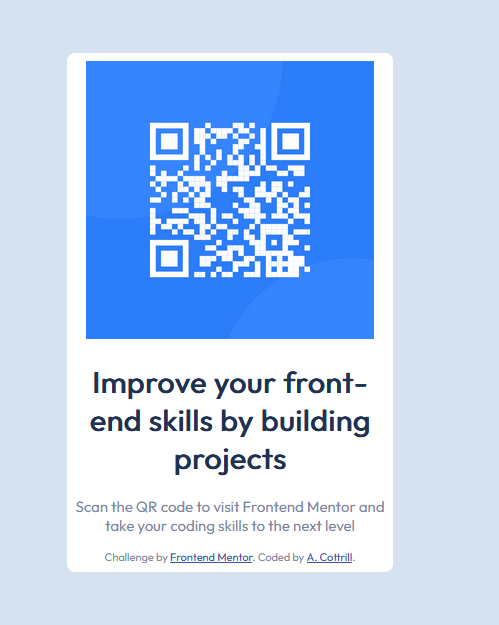 Improve your front-
end skills by building
projects
Scan the QR code to visit Frontend Mentor and
take your coding skills to the next level
Challenge by Frontend Mentor. Coded by A. Cottrill.